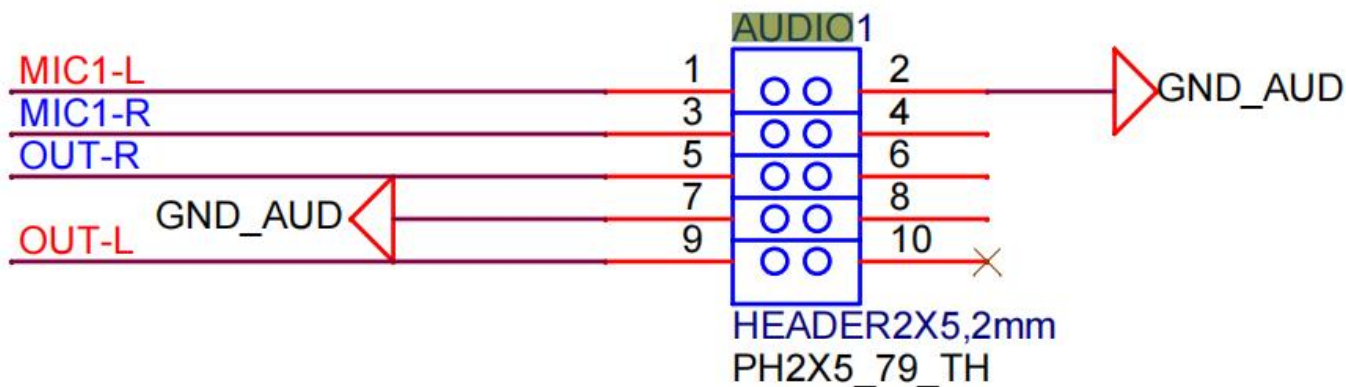 AUDIO1
MIC1-L 1 2 GND_AUD
MIC1-R 3 4
OUT-R 5 6
GND_AUD 7 8
OUT-L 9 10
HEADER2X5,2mm
PH2X5_79_TH